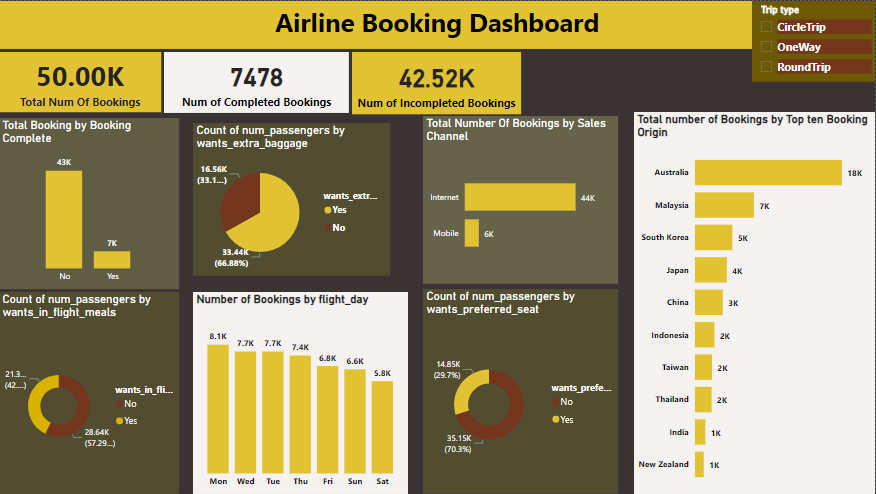 Airline Booking Dashboard
Trip type
CircleTrip
OneWay
RoundTrip
50.00K
Total Num Of Bookings
7478
Num of Completed Bookings
42.52K
Num of Incompleted Bookings
Total Booking by Booking
Complete
43K
7K
No
Yes
Count of num_passengers by
wants_extra_baggage
16.56K
(33.1...)
33.44K
(66.88%)
wants_extr...
Yes
No
Total Number Of Bookings by Sales
Channel
Internet
44K
Mobile
6K
Total number of Bookings by Top ten Booking
Origin
Australia
18K
Malaysia
7K
South Korea
5K
Japan
4K
China
3K
Indonesia
2K
Taiwan
2K
Thailand
2K
India
1K
New Zealand
1K
Count of num_passengers by
wants_in_flight_meals
21.3...
(42....)
28.64K
(57.29...)
wants_in_fli...
No
Yes
Number of Bookings by flight_day
8.1K
7.7K
7.7K
7.4K
6.8K
6.6K
5.8K
Mon
Wed
Tue
Thu
Fri
Sun
Sat
Count of num_passengers by
wants_preferred_seat
14.85K
(29.7%)
35.15K
(70.3%)
wants_prefe...
No
Yes